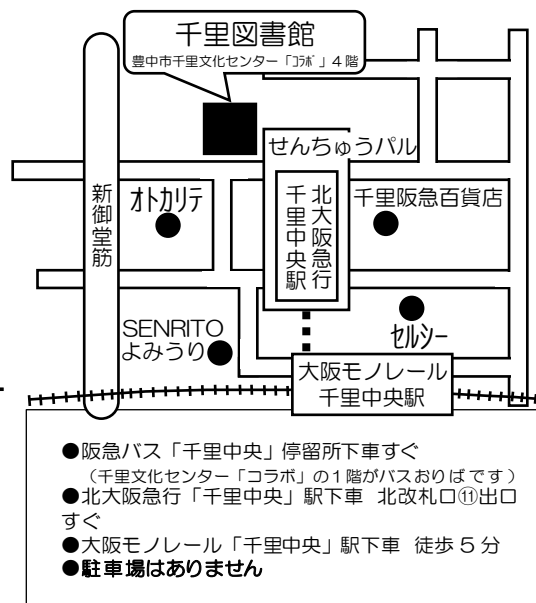 千里図書館
豊中市千里文化センター「コラボ」４階
せんちゅうパル
新御堂筋
オトカリテ
北大阪急行
千里中央駅
千里阪急百貨店
SENRITO
よみうり
セルシー
大阪モノレール
千里中央駅
●阪急バス「千里中央」停留所下車すぐ
（千里文化センター「コラボ」の１階がバスおりばです）
●北大阪急行「千里中央」駅下車 北改札口⑪出口
すぐ
●大阪モノレール「千里中央」駅下車 徒歩５分
●駐車場はありません